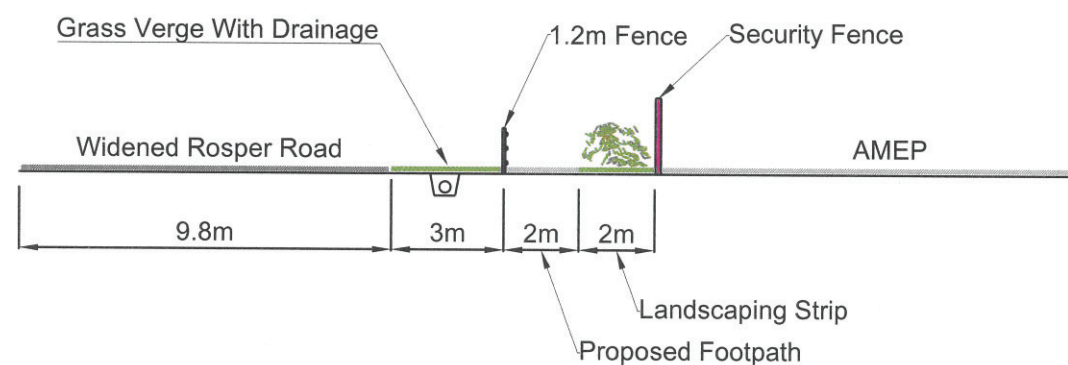 Grass Verge With Drainage
1.2m Fence
Security Fence
Widened Rosper Road
AMEP
9.8m
3m
2m
2m
Landscaping Strip
Proposed Footpath